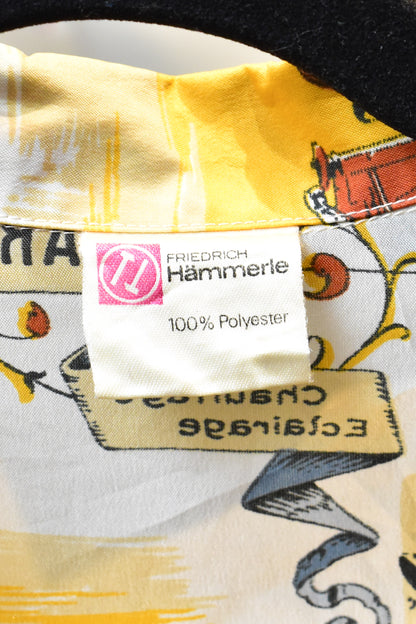 FRIEDRICH
Hämmerle
100% Polyester
Chauffage
Eclairage